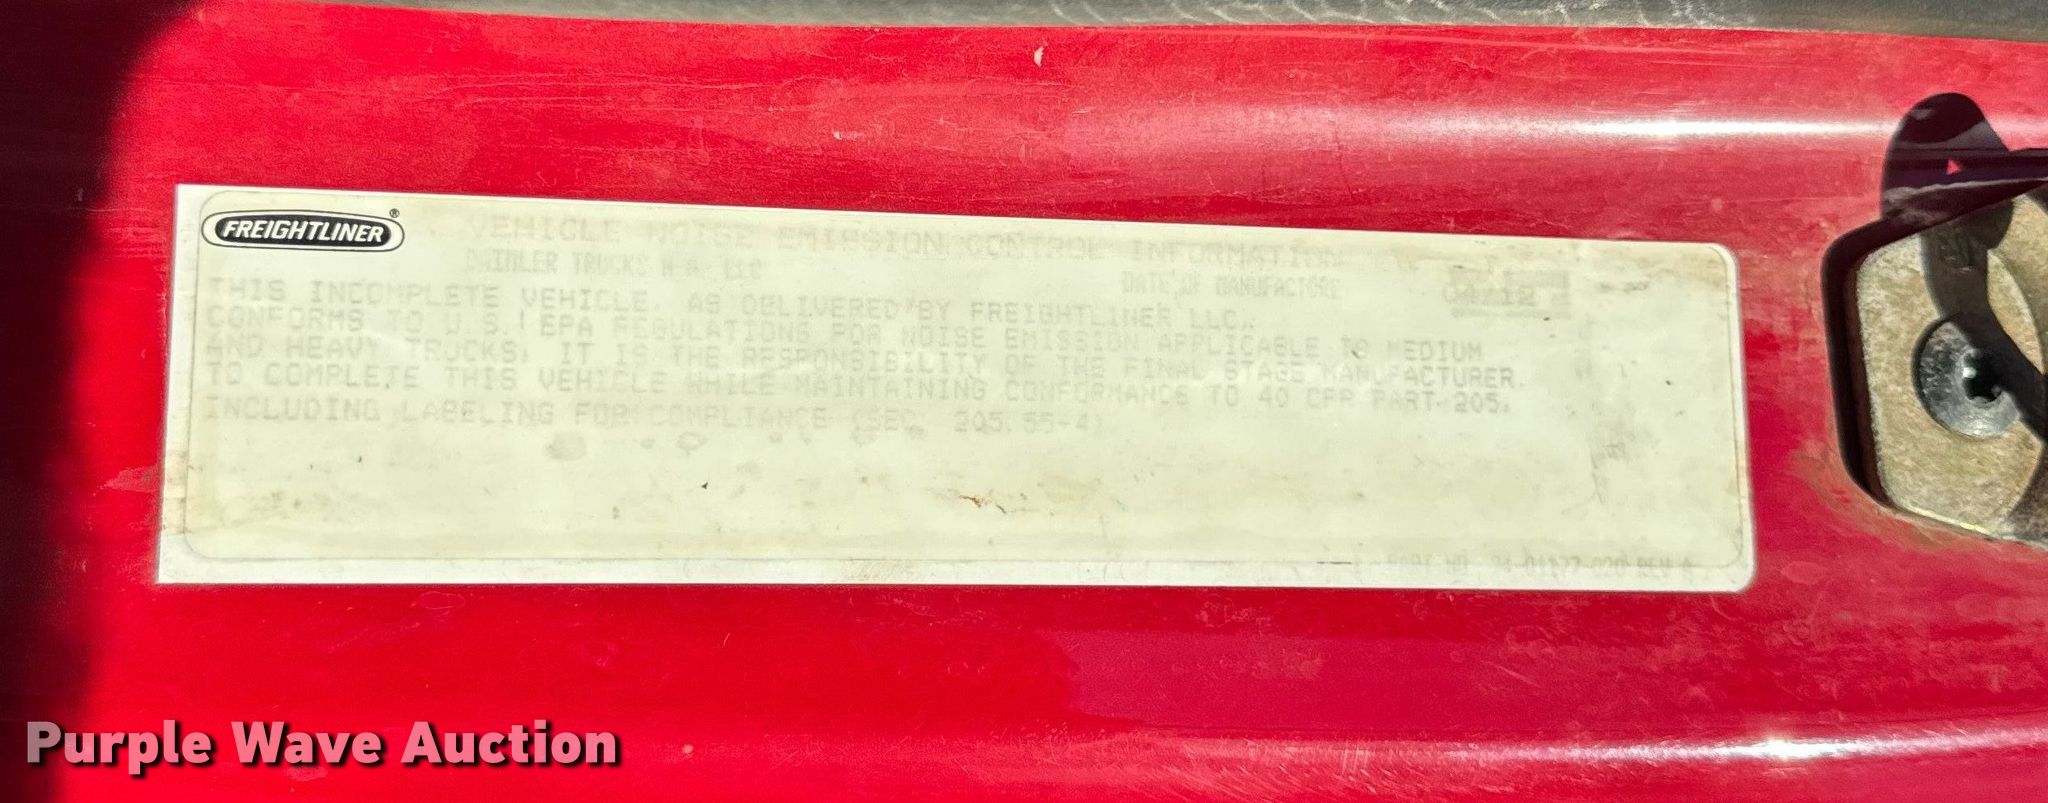 FREIGHTLINER®
VEHICLE NOISE EMISSION CONTROL INFORMATION
DAIMLER TRUCKS N.A. LLC
DATE OF MANUFACTURE
THIS INCOMPLETE VEHICLE, AS DELIVERED BY FREIGHTLINER LLC,
CONFORMS TO U.S. EPA REGULATIONS FOR NOISE EMISSION APPLICABLE TO MEDIUM
AND HEAVY TRUCKS. IT IS THE RESPONSIBILITY OF THE FINAL STAGE MANUFACTURER
TO COMPLETE THIS VEHICLE WHILE MAINTAINING CONFORMANCE TO 40 CFR PART 205,
INCLUDING LABELING FOR COMPLIANCE (SEC. 205.55-4)
PART NO. REV A
Purple Wave Auction